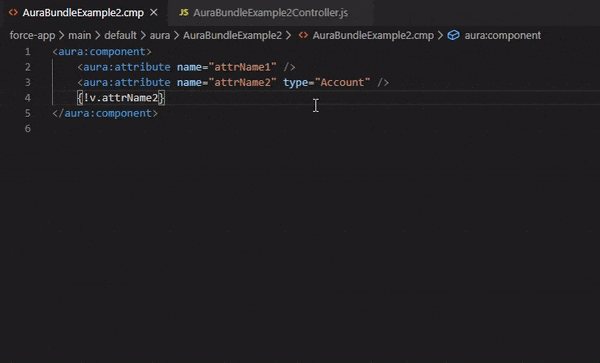 AuraBundleExample2.cmp AuraBundleExample2Controller.js
force-app > main > default > aura > AuraBundleExample2 > AuraBundleExample2.cmp > aura:component
1 <aura:component>
2 <aura:attribute name="attrName1" />
3 <aura:attribute name="attrName2" type="Account" />
4 {!v.attrName2}
5 </aura:component>
6